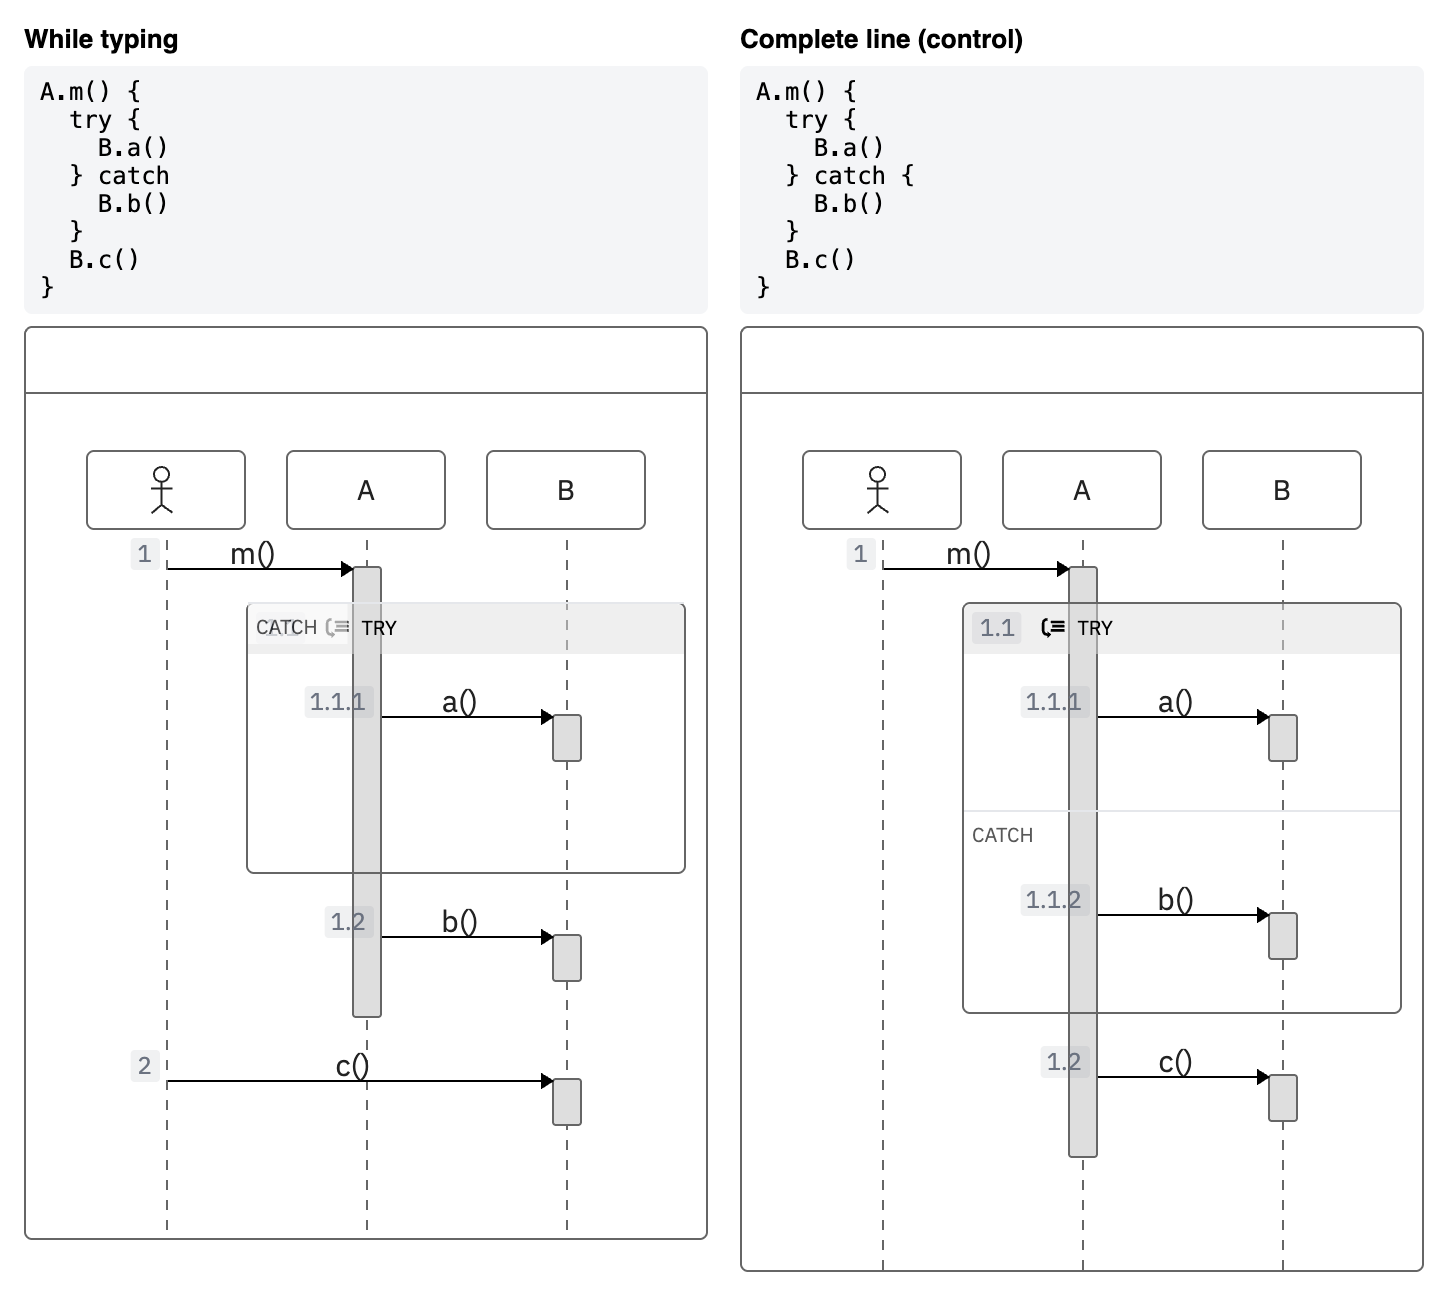 While typing
A.m() {
  try {
    B.a()
  } catch
    B.b()
  }
  B.c()
}
A
B
1
m()
CATCH
TRY
1.1.1
a()
1.2
b()
2
c()
Complete line (control)
A.m() {
  try {
    B.a()
  } catch {
    B.b()
  }
  B.c()
}
A
B
1
m()
1.1
TRY
1.1.1
a()
CATCH
1.1.2
b()
1.2
c()